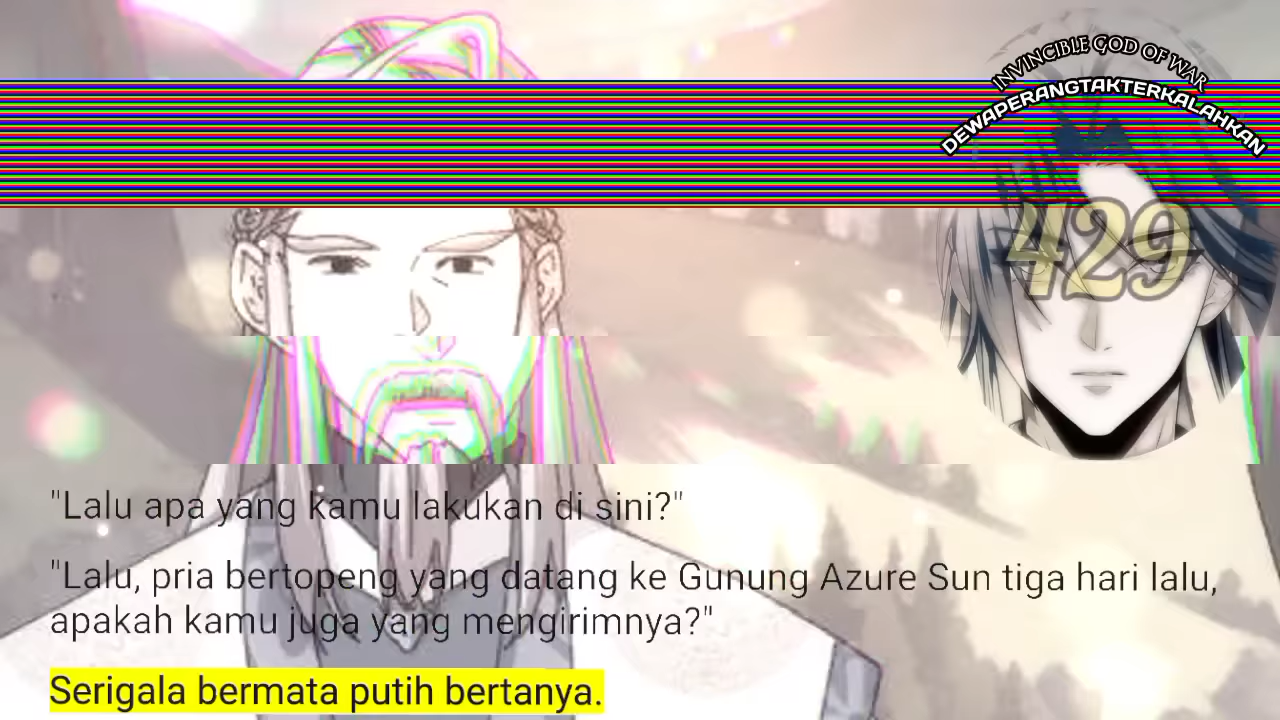 INVINCIBLE GOD OF WAR
DEWAPERANGTAKTERKALAHKAN
429
"Lalu apa yang kamu lakukan di sini?"
"Lalu, pria bertopeng yang datang ke Gunung Azure Sun tiga hari lalu,
apakah kamu juga yang mengirimnya?"
Serigala bermata putih bertanya.